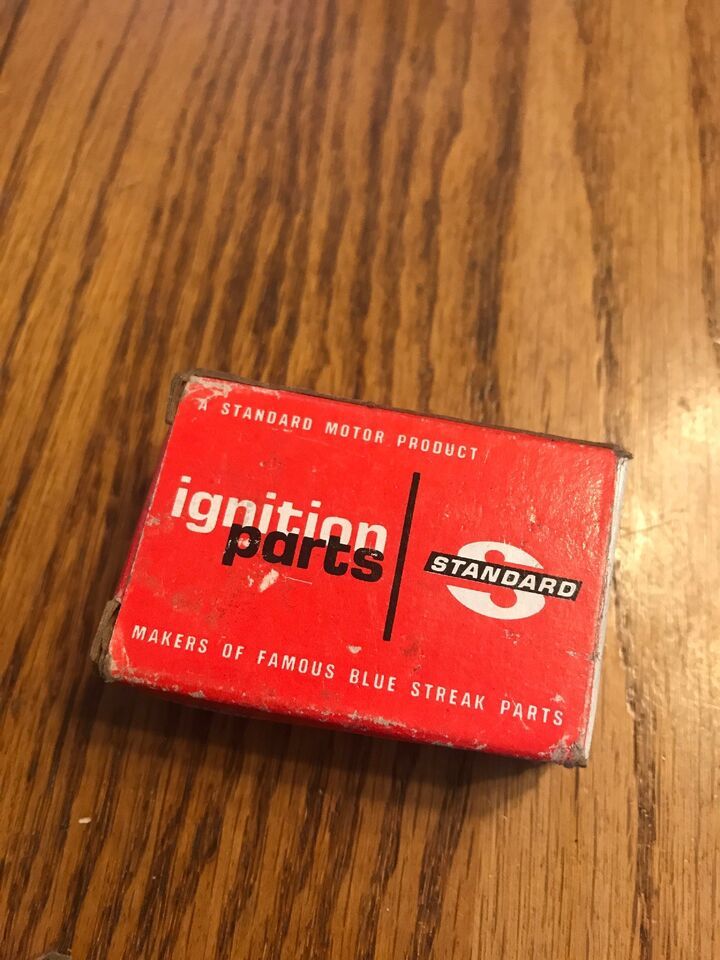 A STANDARD MOTOR PRODUCT
ignition
parts
S
STANDARD
MAKERS OF FAMOUS BLUE STREAK PARTS